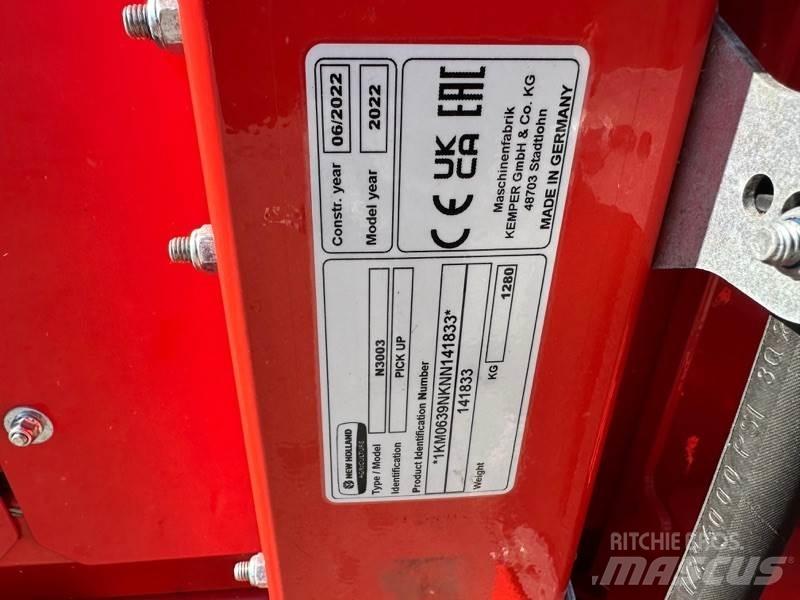 NEW HOLLAND
AGRICULTURE
Type / Model N3003
Identification PICK UP
Product Identification Number
*1KM0639NKNN141833*
141833
Weight KG 1280
Constr. year 06/2022
Model year 2022
CE UK CA EAC
Maschinenfabrik
KEMPER GmbH & Co. KG
48703 Stadtlohn
MADE IN GERMANY
RITCHIE BROS.
MASCUS